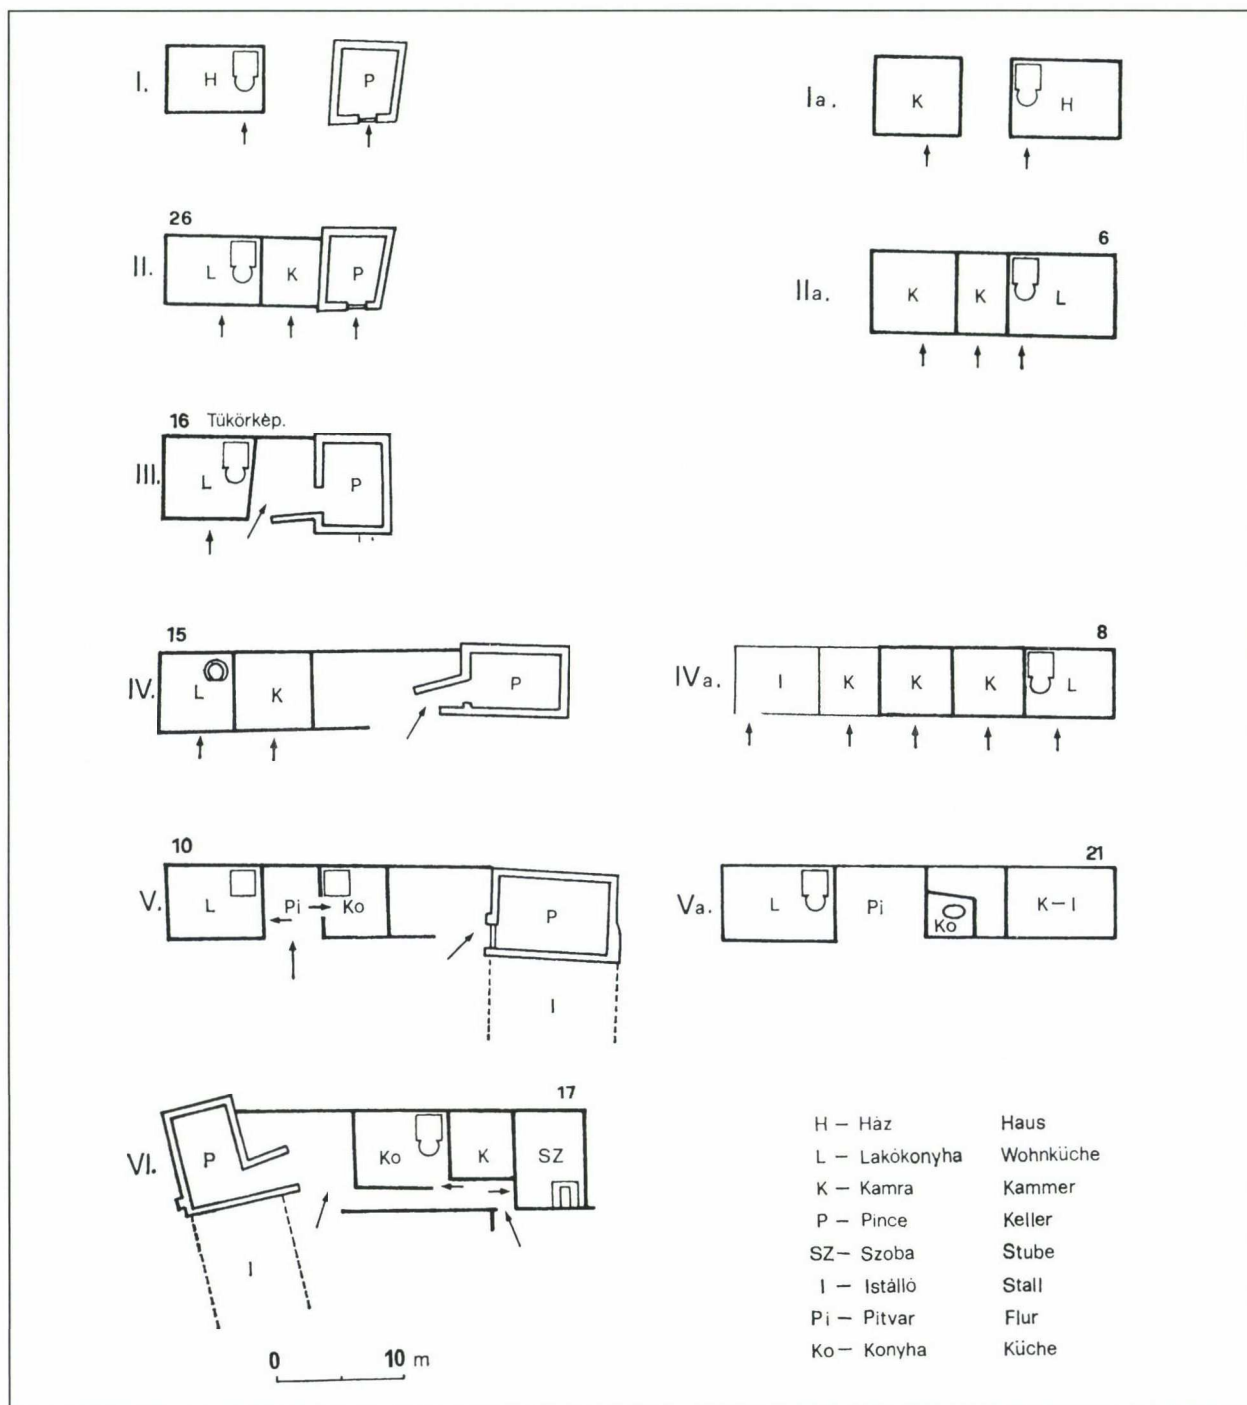 I. H P
Ia. K H
26
II. L K P
6
IIa. K K L
16 Tükörkép.
III. L P
15
IV. L K P
8
IVa. I K K K L
10
V. L Pi Ko P
I
21
Va. L Pi Ko K-I
17
VI. P Ko K SZ
I
H — Ház Haus
L — Lakókonyha Wohnküche
K — Kamra Kammer
P — Pince Keller
SZ — Szoba Stube
I — Istálló Stall
Pi — Pitvar Flur
Ko — Konyha Küche
0 10 m